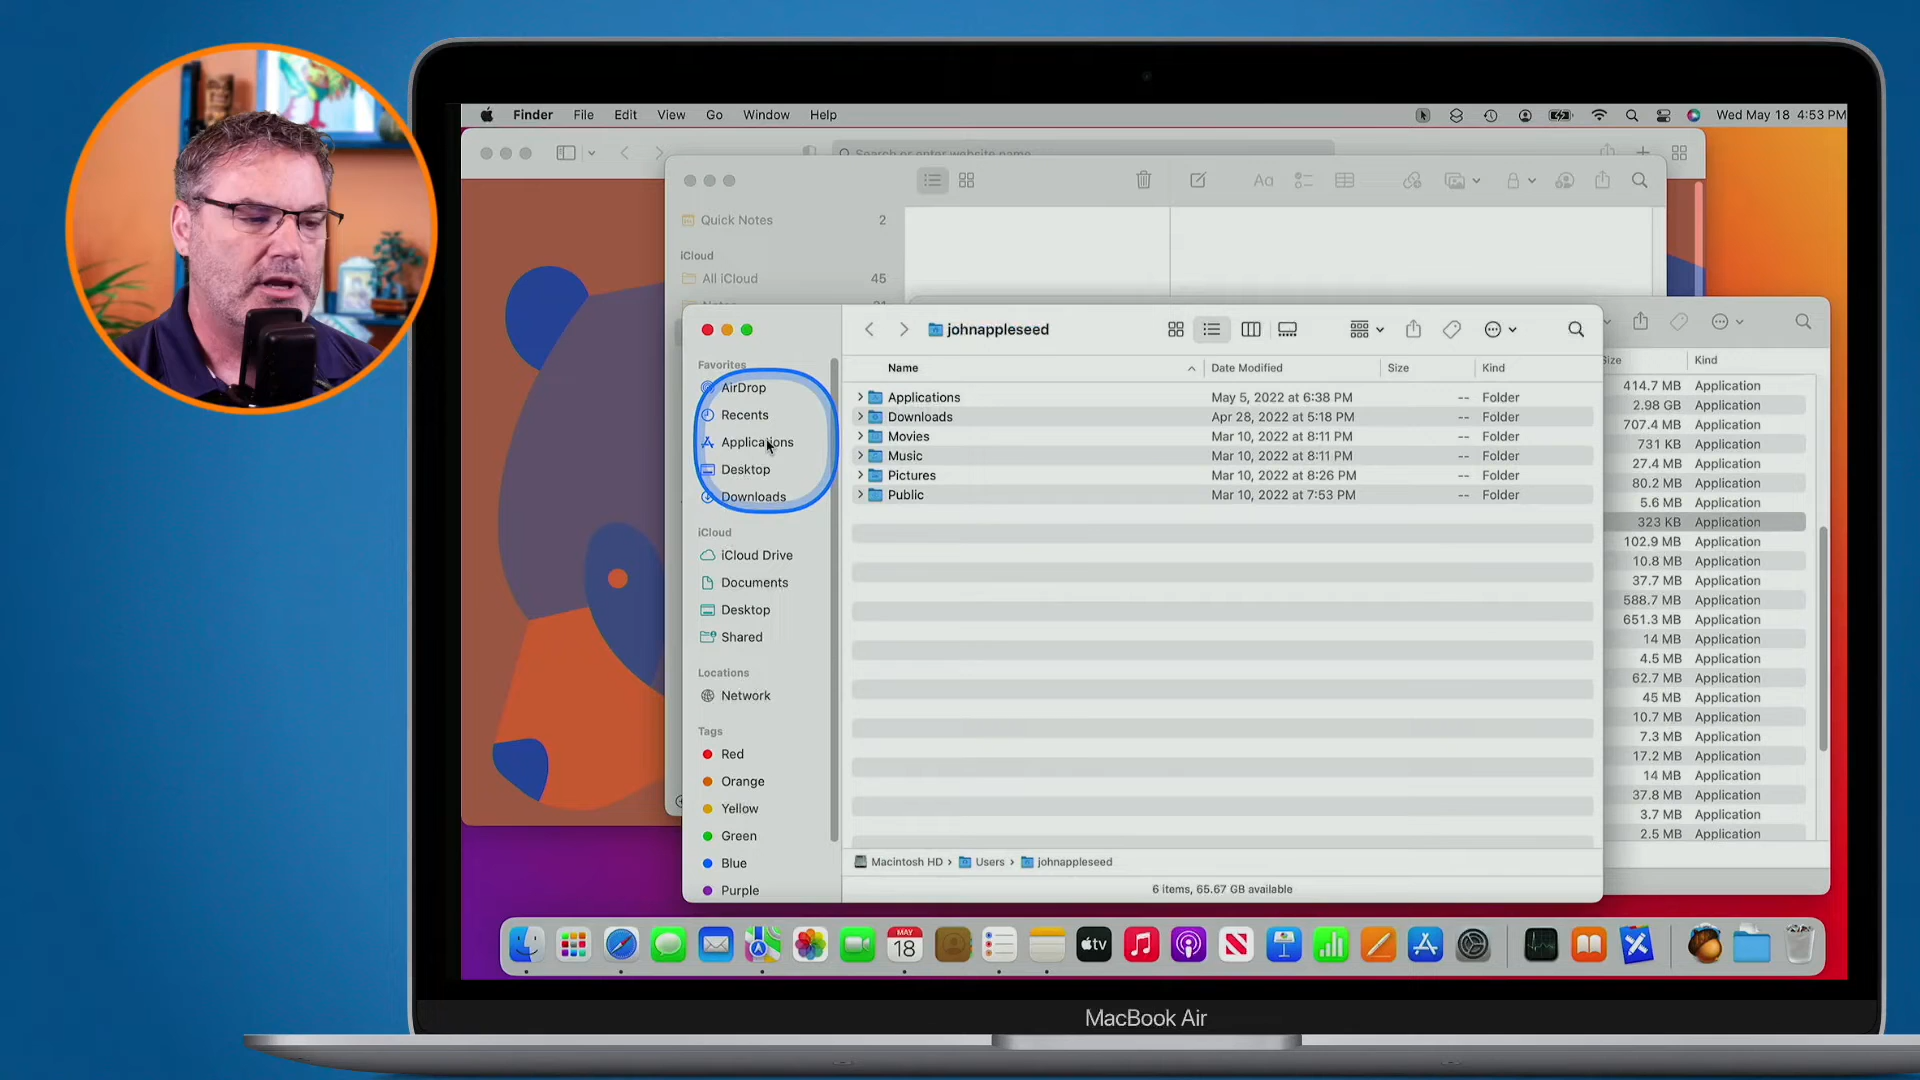 Finder File Edit View Go Window Help
Wed May 18 4:53 PM
Search or enter website name
Aa
Quick Notes 2
iCloud
All iCloud 45
johnappleseed
Favorites
AirDrop
Recents
Applications
Desktop
Downloads
iCloud
iCloud Drive
Documents
Desktop
Shared
Locations
Network
Tags
Red
Orange
Yellow
Green
Blue
Purple
Name Date Modified Size Kind
Applications May 5, 2022 at 6:38 PM -- Folder
Downloads Apr 28, 2022 at 5:18 PM -- Folder
Movies Mar 10, 2022 at 8:11 PM -- Folder
Music Mar 10, 2022 at 8:11 PM -- Folder
Pictures Mar 10, 2022 at 8:26 PM -- Folder
Public Mar 10, 2022 at 7:53 PM -- Folder
Macintosh HD › Users › johnappleseed
6 items, 65.67 GB available
Kind
414.7 MB Application
2.98 GB Application
707.4 MB Application
731 KB Application
27.4 MB Application
80.2 MB Application
5.6 MB Application
323 KB Application
102.9 MB Application
10.8 MB Application
37.7 MB Application
588.7 MB Application
651.3 MB Application
14 MB Application
4.5 MB Application
62.7 MB Application
45 MB Application
10.7 MB Application
7.3 MB Application
17.2 MB Application
14 MB Application
37.8 MB Application
3.7 MB Application
2.5 MB Application
MAY
18
tv
MacBook Air